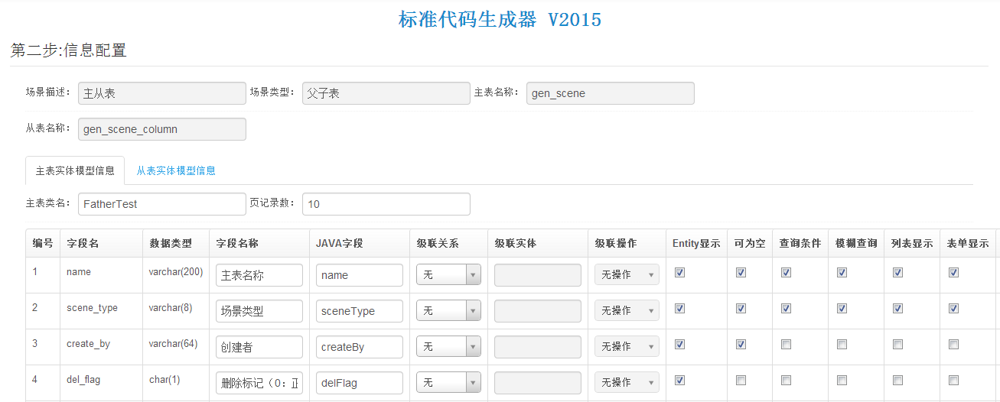 标准代码生成器 V2015
第二步:信息配置
场景描述: 主从表 场景类型: 父子表 主表名称: gen_scene
从表名称: gen_scene_column
主表实体模型信息 从表实体模型信息
主表类名: FatherTest 页记录数: 10
编号 字段名 数据类型 字段名称 JAVA字段 级联关系 级联实体 级联操作 Entity显示 可为空 查询条件 模糊查询 列表显示 表单显示
1 name varchar(200) 主表名称 name 无 无操作
2 scene_type varchar(8) 场景类型 sceneType 无 无操作
3 create_by varchar(64) 创建者 createBy 无 无操作
4 del_flag char(1) 删除标记（0：正 delFlag 无 无操作